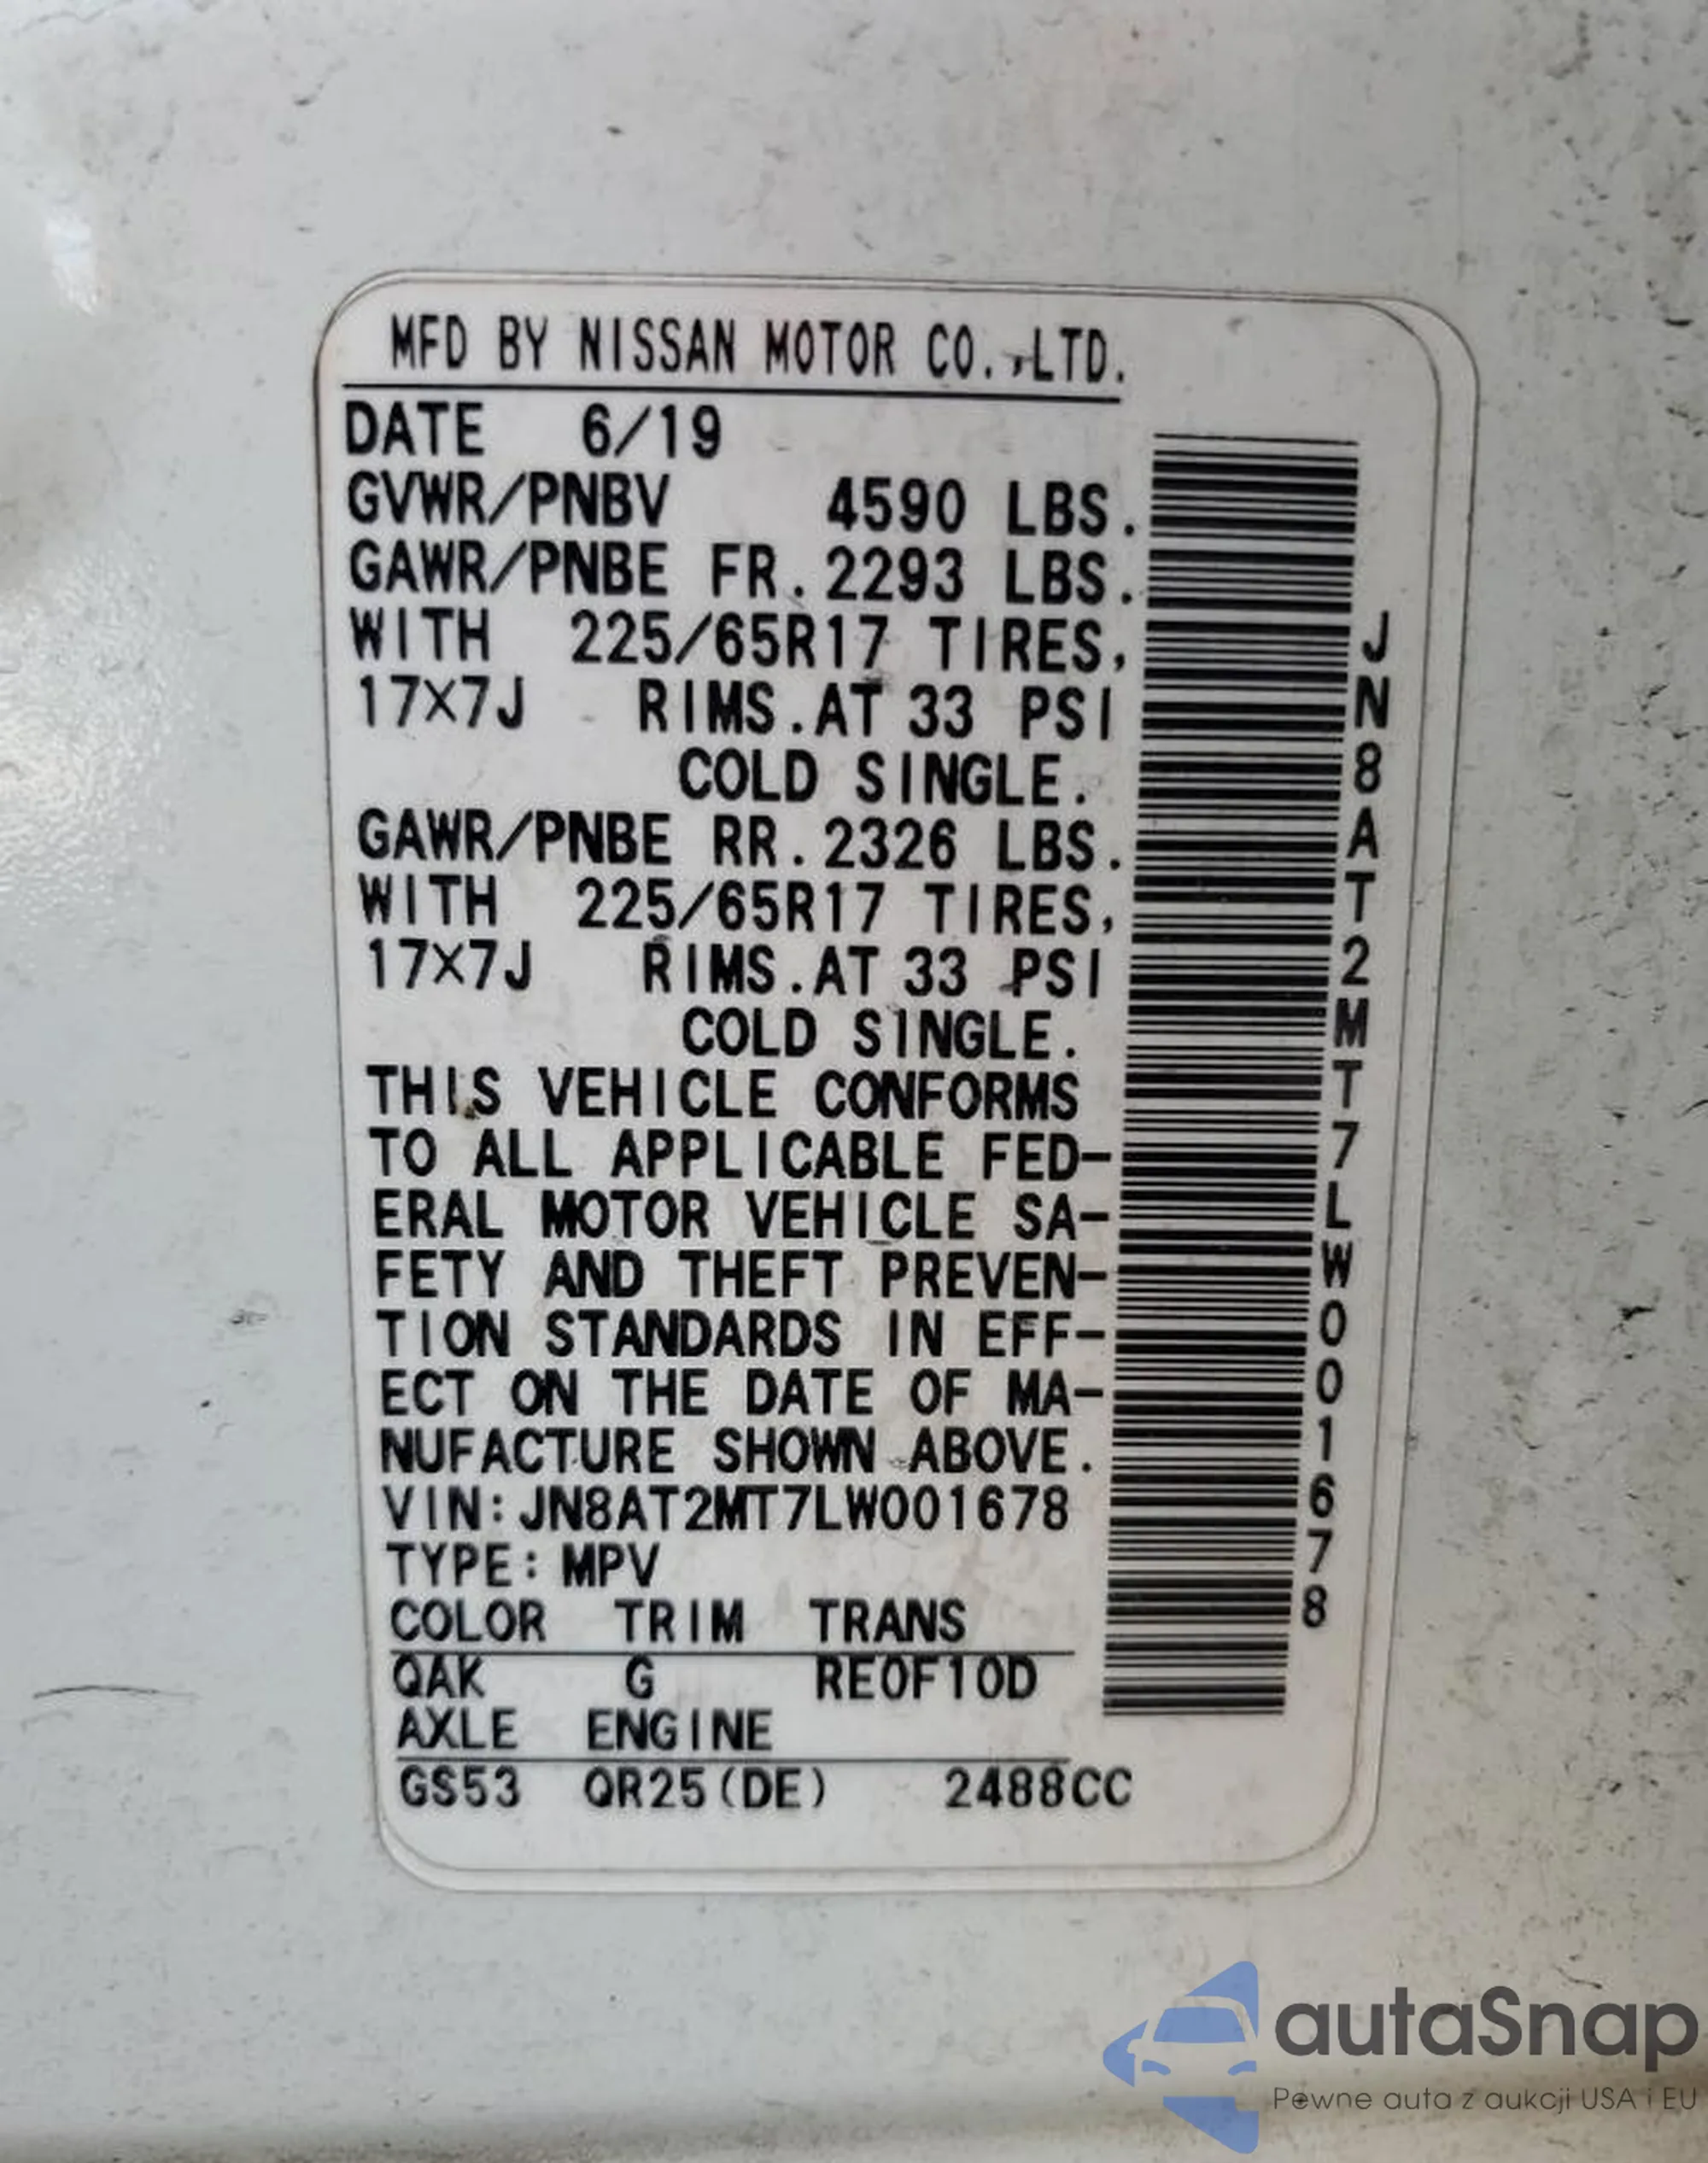 MFD BY NISSAN MOTOR CO.,LTD.
DATE 6/19
GVWR/PNBV 4590 LBS.
GAWR/PNBE FR.2293 LBS.
WITH 225/65R17 TIRES,
17X7J RIMS.AT 33 PSI
COLD SINGLE.
GAWR/PNBE RR.2326 LBS.
WITH 225/65R17 TIRES,
17X7J RIMS.AT 33 PSI
COLD SINGLE.
THIS VEHICLE CONFORMS
TO ALL APPLICABLE FED-
ERAL MOTOR VEHICLE SA-
FETY AND THEFT PREVEN-
TION STANDARDS IN EFF-
ECT ON THE DATE OF MA-
NUFACTURE SHOWN ABOVE.
VIN:JN8AT2MT7LW001678
TYPE:MPV
COLOR TRIM TRANS
QAK G RE0F10D
AXLE ENGINE
GS53 QR25(DE) 2488CC
JN8AT2MT7LW001678
autaSnap
Pewne auta z aukcji USA i EU